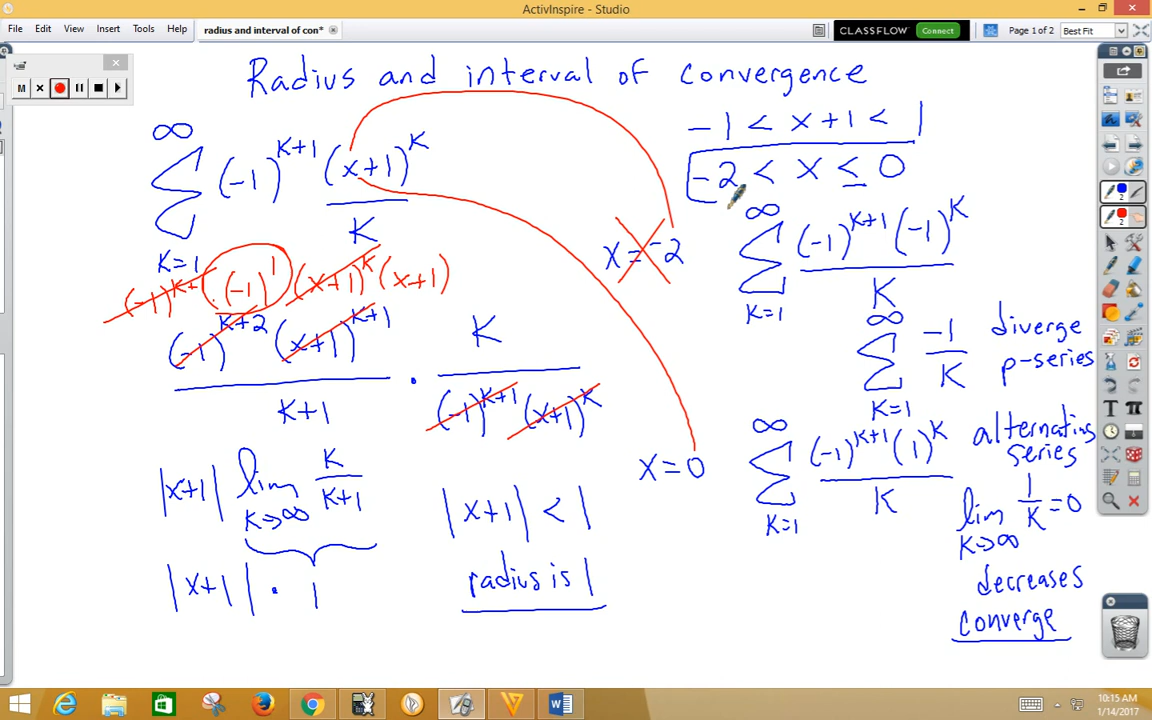 ActivInspire - Studio
File Edit View Insert Tools Help
radius and interval of con*
CLASSFLOW Connect
Page 1 of 2
Best Fit
M
Radius and interval of convergence
∞
∑ (-1)^{K+1} (x+1)^K / K
K=1
-1 < x+1 < 1
-2 < x ≤ 0
(-1)^{K+1} (-1)^1 (x+1)^K (x+1)
(-1)^{K+2} (x+1)^{K+1} / K+1 · K / (-1)^{K+1} (x+1)^K
|x+1| lim K→∞ K / K+1
|x+1| · 1
|x+1| < 1
radius is 1
x = -2
∞
∑ (-1)^{K+1} (-1)^K / K
K=1
∞
∑ -1 / K
K=1
diverge
p-series
x = 0
∞
∑ (-1)^{K+1} (1)^K / K
K=1
alternating
series
lim K→∞ 1/K = 0
decreases
converge
10:15 AM
1/14/2017